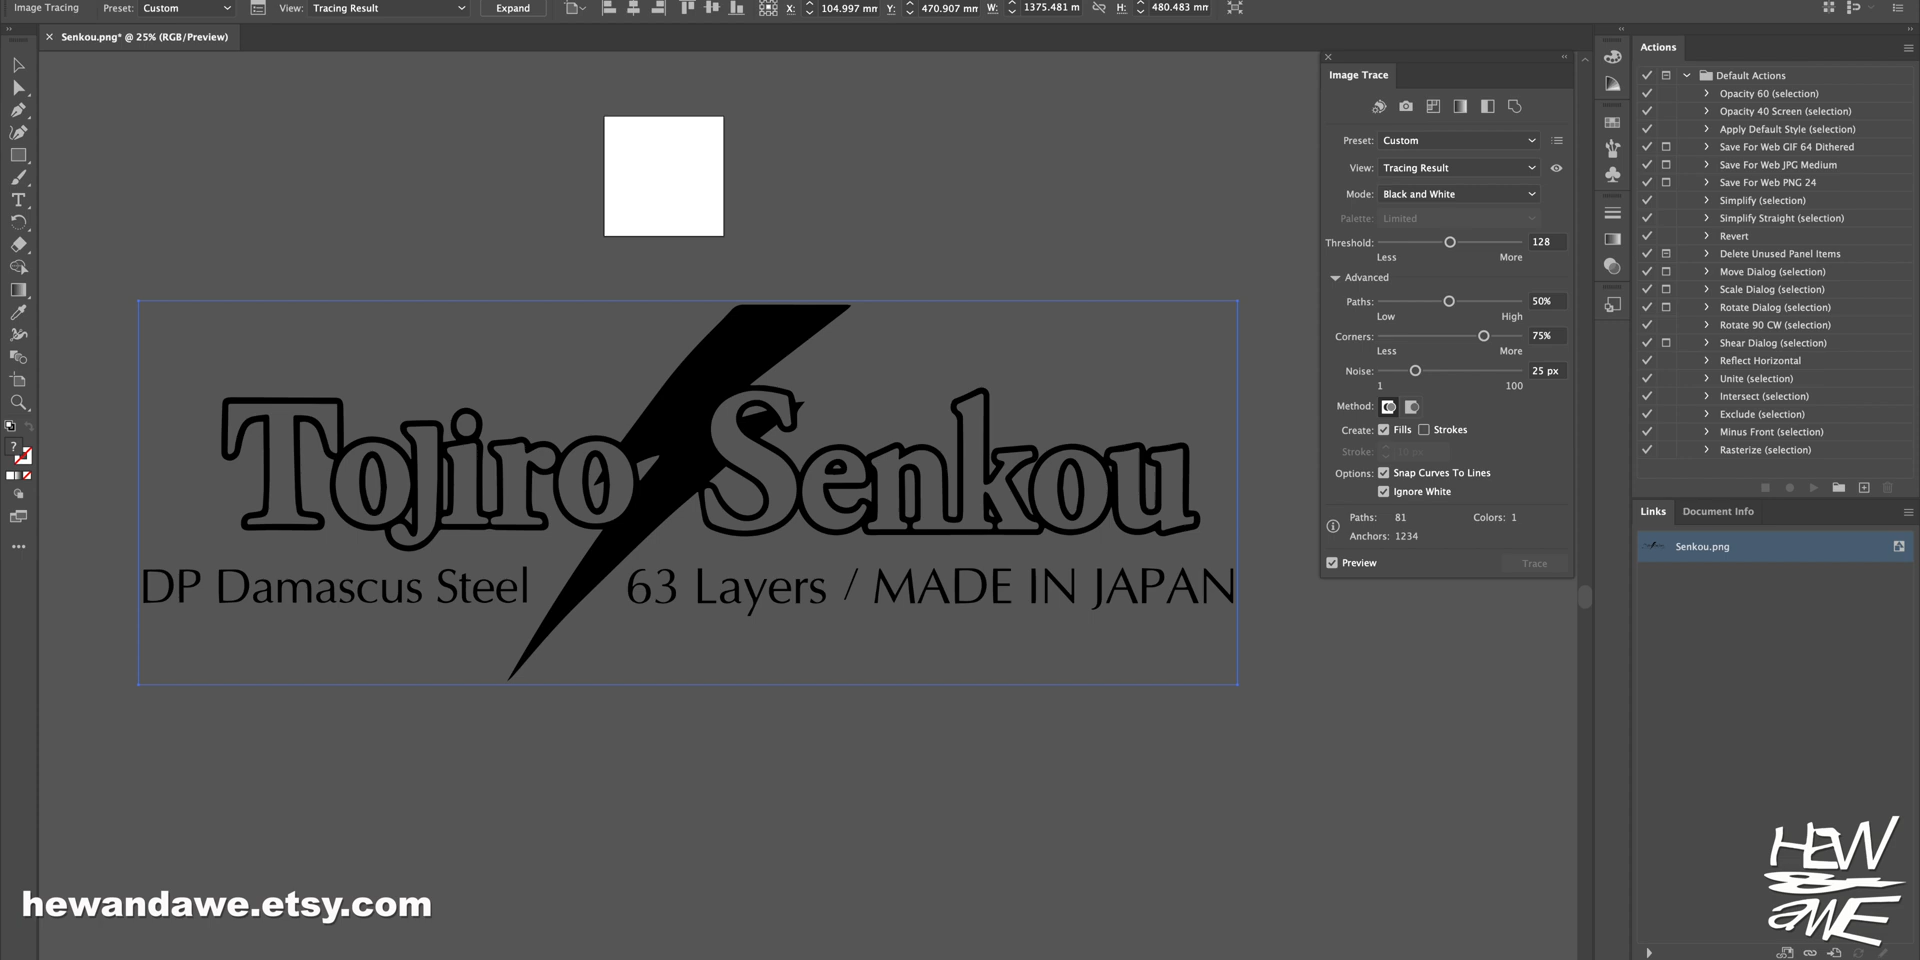 Image Tracing Preset: Custom View: Tracing Result Expand X: 104.997 mm Y: 470.907 mm W: 1375.481 m H: 480.483 mm
Senkou.png* @ 25% (RGB/Preview)
Tojiro Senkou
DP Damascus Steel 63 Layers / MADE IN JAPAN
hewandawe.etsy.com
Image Trace
Preset: Custom
View: Tracing Result
Mode: Black and White
Palette: Limited
Threshold: 128
Less More
Advanced
Paths: 50%
Low High
Corners: 75%
Less More
Noise: 25 px
1 100
Method:
Create: Fills Strokes
Stroke: 10 px
Options: Snap Curves To Lines
Ignore White
Paths: 81 Colors: 1
Anchors: 1234
Preview Trace
Actions
Default Actions
Opacity 60 (selection)
Opacity 40 Screen (selection)
Apply Default Style (selection)
Save For Web GIF 64 Dithered
Save For Web JPG Medium
Save For Web PNG 24
Simplify (selection)
Simplify Straight (selection)
Revert
Delete Unused Panel Items
Move Dialog (selection)
Scale Dialog (selection)
Rotate Dialog (selection)
Rotate 90 CW (selection)
Shear Dialog (selection)
Reflect Horizontal
Unite (selection)
Intersect (selection)
Exclude (selection)
Minus Front (selection)
Rasterize (selection)
Links Document Info
Senkou.png
HEW
&
aWE